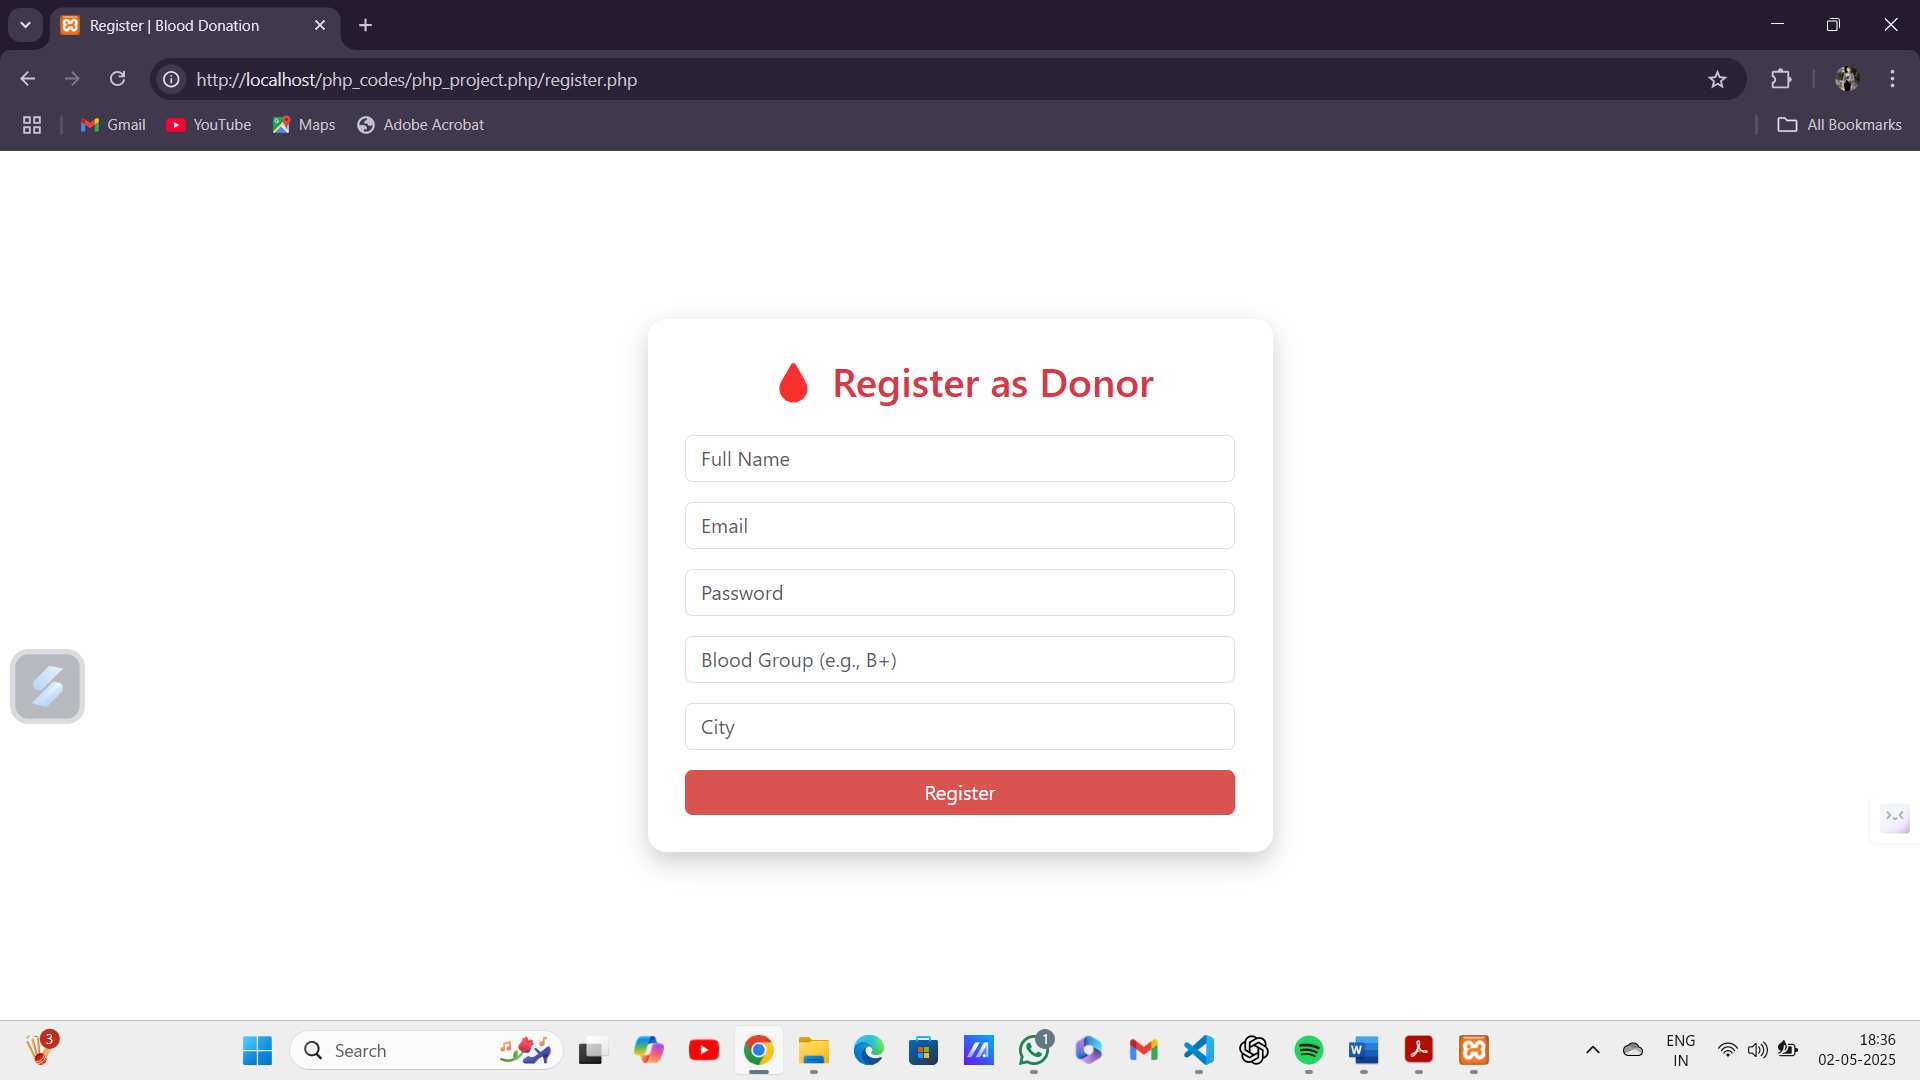 Register | Blood Donation
http://localhost/php_codes/php_project.php/register.php
Gmail
YouTube
Maps
Adobe Acrobat
All Bookmarks
Register as Donor
Full Name
Email
Password
Blood Group (e.g., B+)
City
Register
3
Search
1
W
ENG
IN
18:36
02-05-2025